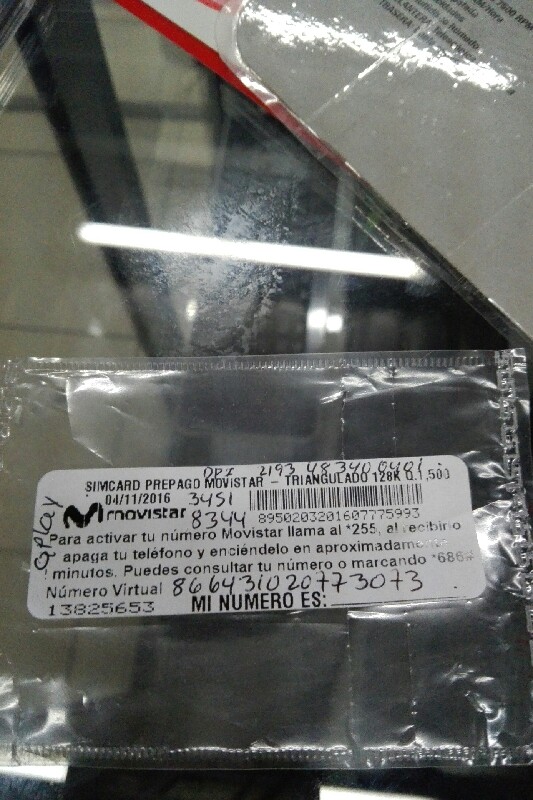 DPI 2193 48340 0401
SIMCARD PREPAGO MOVISTAR - TRIANGULADO 128K Q.1,500
04/11/2016 3451
movistar 8344 8950203201607775993
Para activar tu número Movistar llama al *255, al recibirlo
apaga tu teléfono y enciéndelo en aproximadamente
minutos. Puedes consultar tu número o marcando *686#
Número Virtual 866431020773073
13825653 MI NUMERO ES:
Qplay